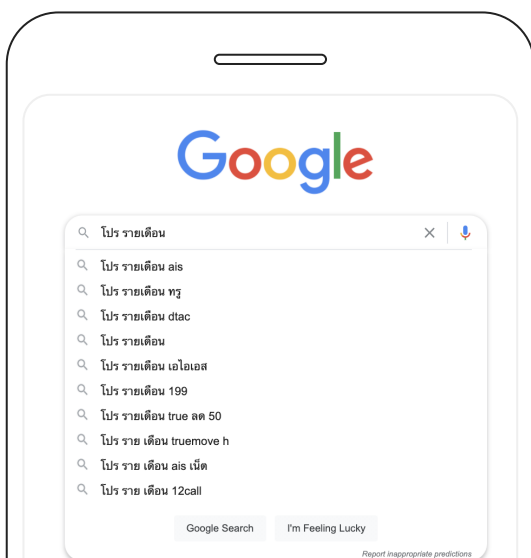 Google
โปร รายเดือน
โปร รายเดือน ais
โปร รายเดือน ทรู
โปร รายเดือน dtac
โปร รายเดือน
โปร รายเดือน เอไอเอส
โปร รายเดือน 199
โปร รายเดือน true ลด 50
โปร ราย เดือน truemove h
โปร ราย เดือน ais เน็ต
โปร ราย เดือน 12call
Google Search I'm Feeling Lucky
Report inappropriate predictions